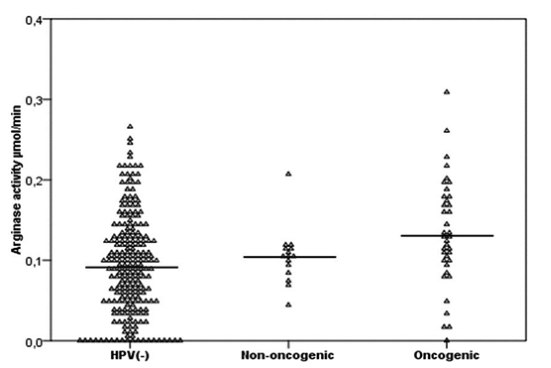 0,4
0,3
0,2
0,1
0,0
Arginase activity µmol/min
HPV(-) Non-oncogenic Oncogenic